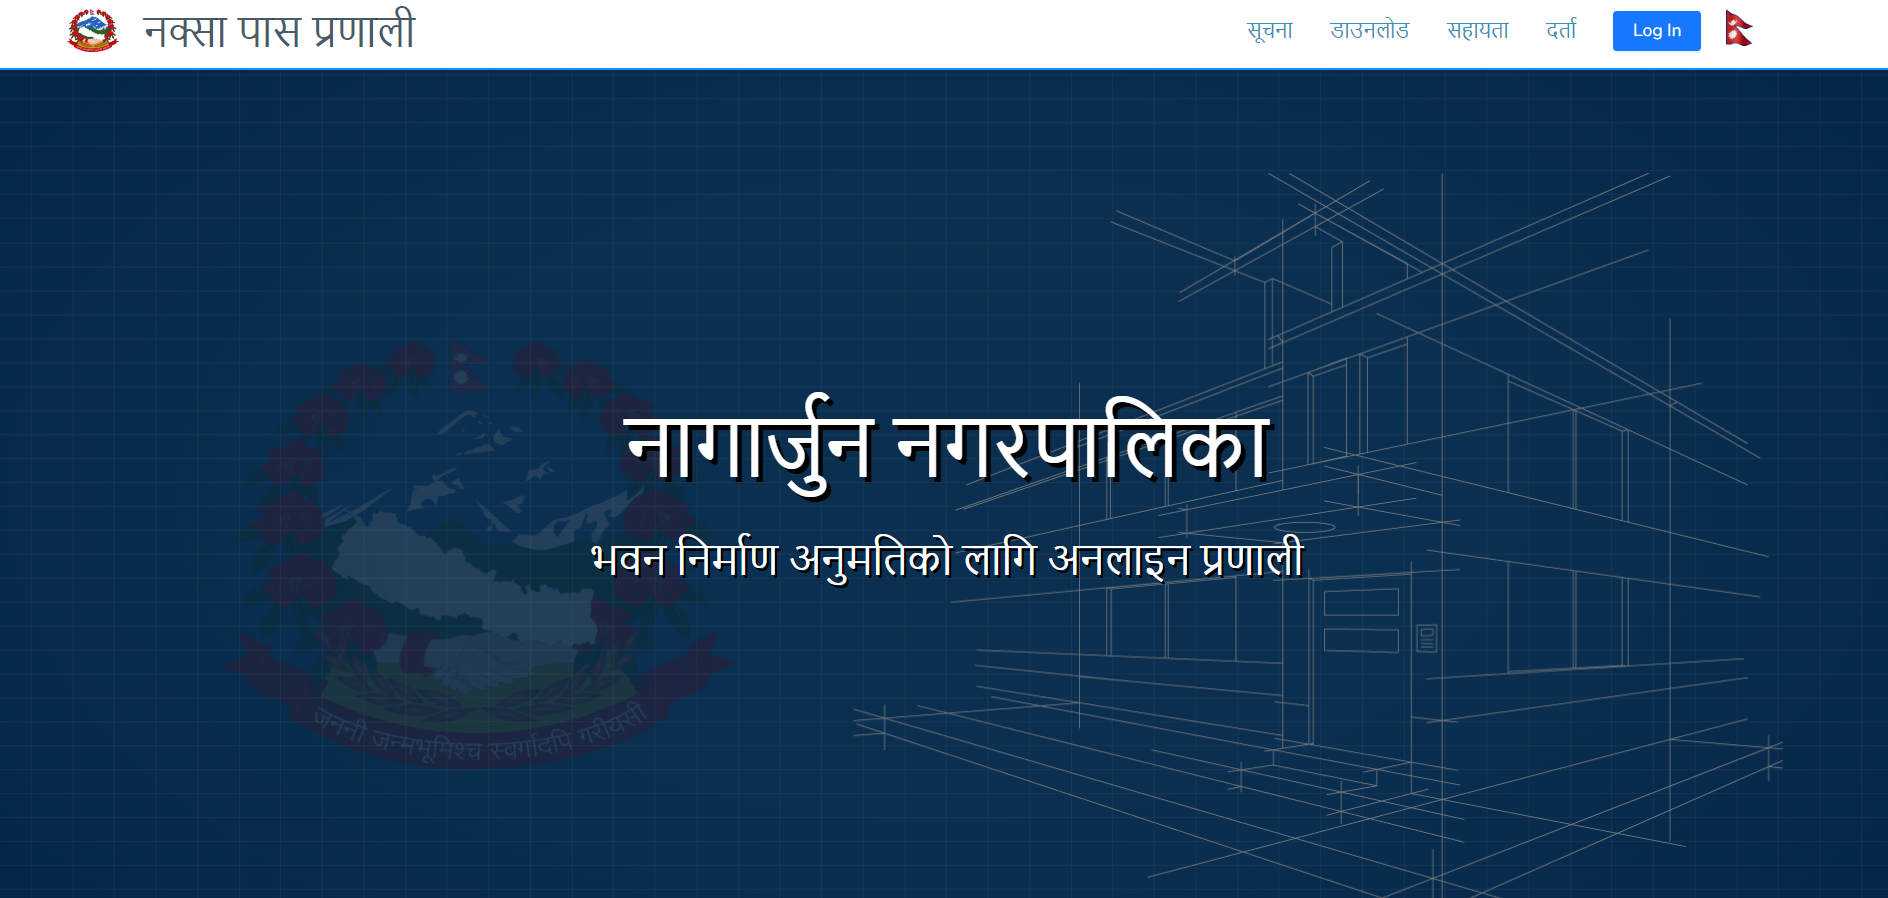 नक्सा पास प्रणाली
सूचना
डाउनलोड
सहायता
दर्ता
Log In
नागार्जुन नगरपालिका
भवन निर्माण अनुमतिको लागि अनलाइन प्रणाली
जननी जन्मभूमिश्च स्वर्गादपि गरीयसी